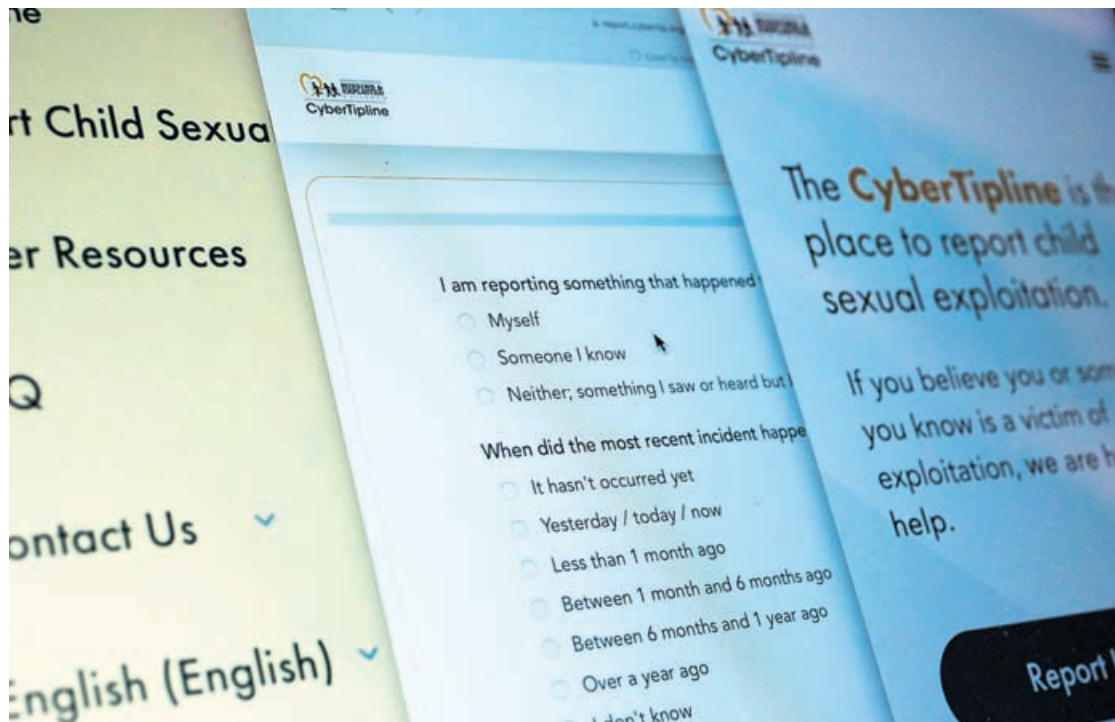 rt Child Sexua
er Resources
Q
ontact Us
English (English)
CyberTipline
I am reporting something that happened
Myself
Someone I know
Neither; something I saw or heard but I
When did the most recent incident happe
It hasn't occurred yet
Yesterday / today / now
Less than 1 month ago
Between 1 month and 6 months ago
Between 6 months and 1 year ago
Over a year ago
I don't know
CyberTipline
The CyberTipline is th
place to report child
sexual exploitation.
If you believe you or som
you know is a victim of
exploitation, we are h
help.
Report